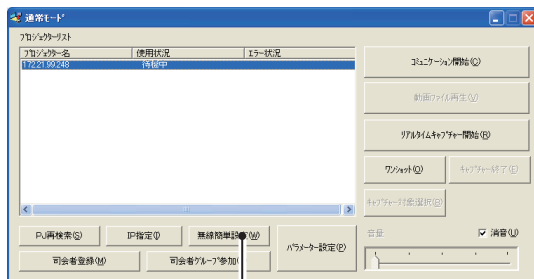 通常モード
プロジェクターリスト
プロジェクター名 使用状況 エラー状況
172.21.99.248 待機中
コミュニケーション開始(C)
動画ファイル再生(V)
リアルタイムキャプチャー開始(R)
ワンショット(O) キャプチャー終了(E)
キャプチャー対象選択(B)
PJ再検索(S) IP指定(I) 無線簡単設定(W)
パラメーター設定(P)
司会者登録(M) 司会者グループ参加
音量 消音(U)